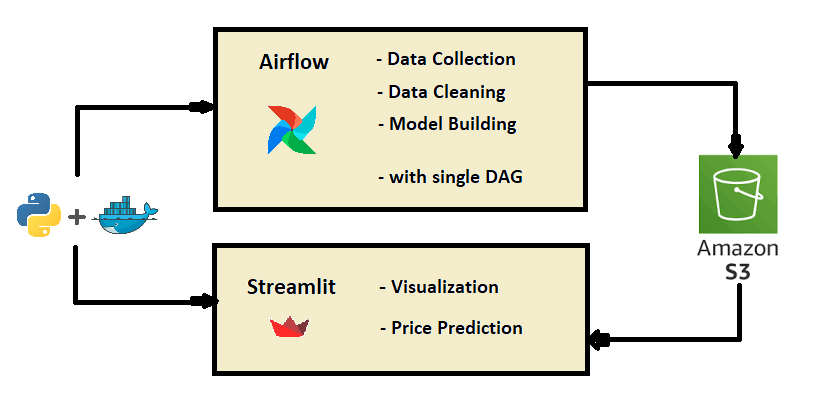 Airflow
- Data Collection
- Data Cleaning
- Model Building
- with single DAG
+
Amazon
S3
Streamlit
- Visualization
- Price Prediction